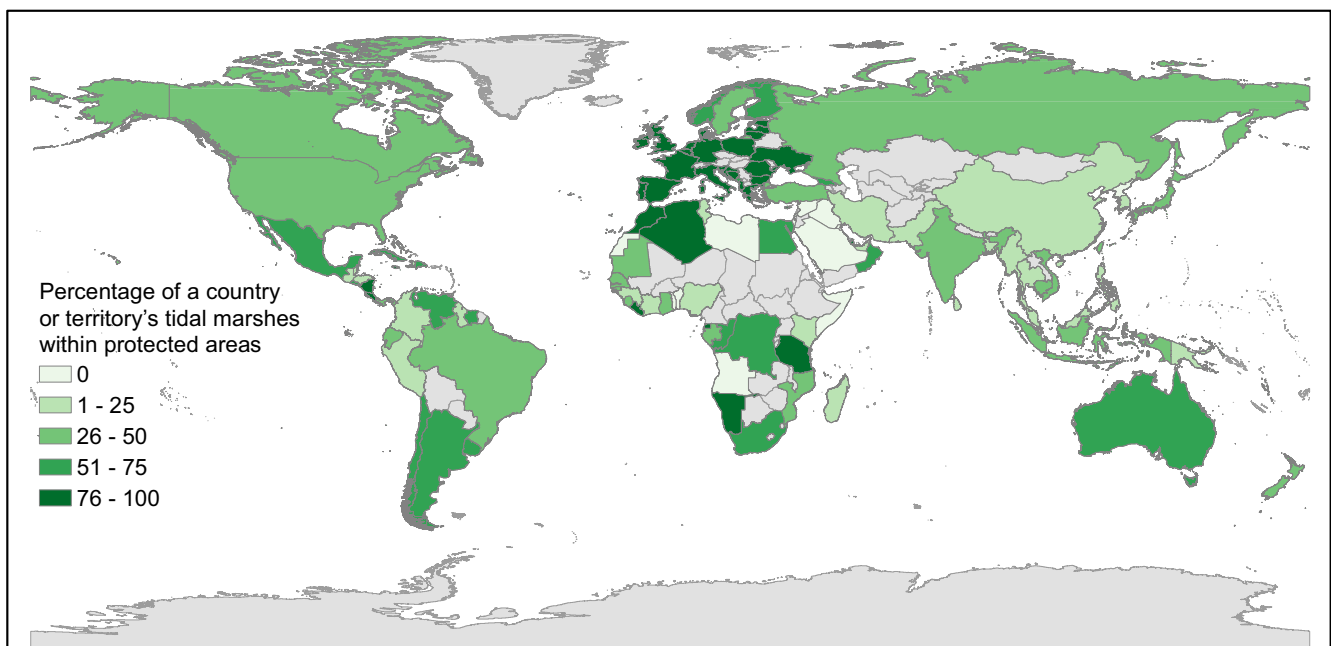 Percentage of a country
or territory's tidal marshes
within protected areas
0
1 - 25
26 - 50
51 - 75
76 - 100